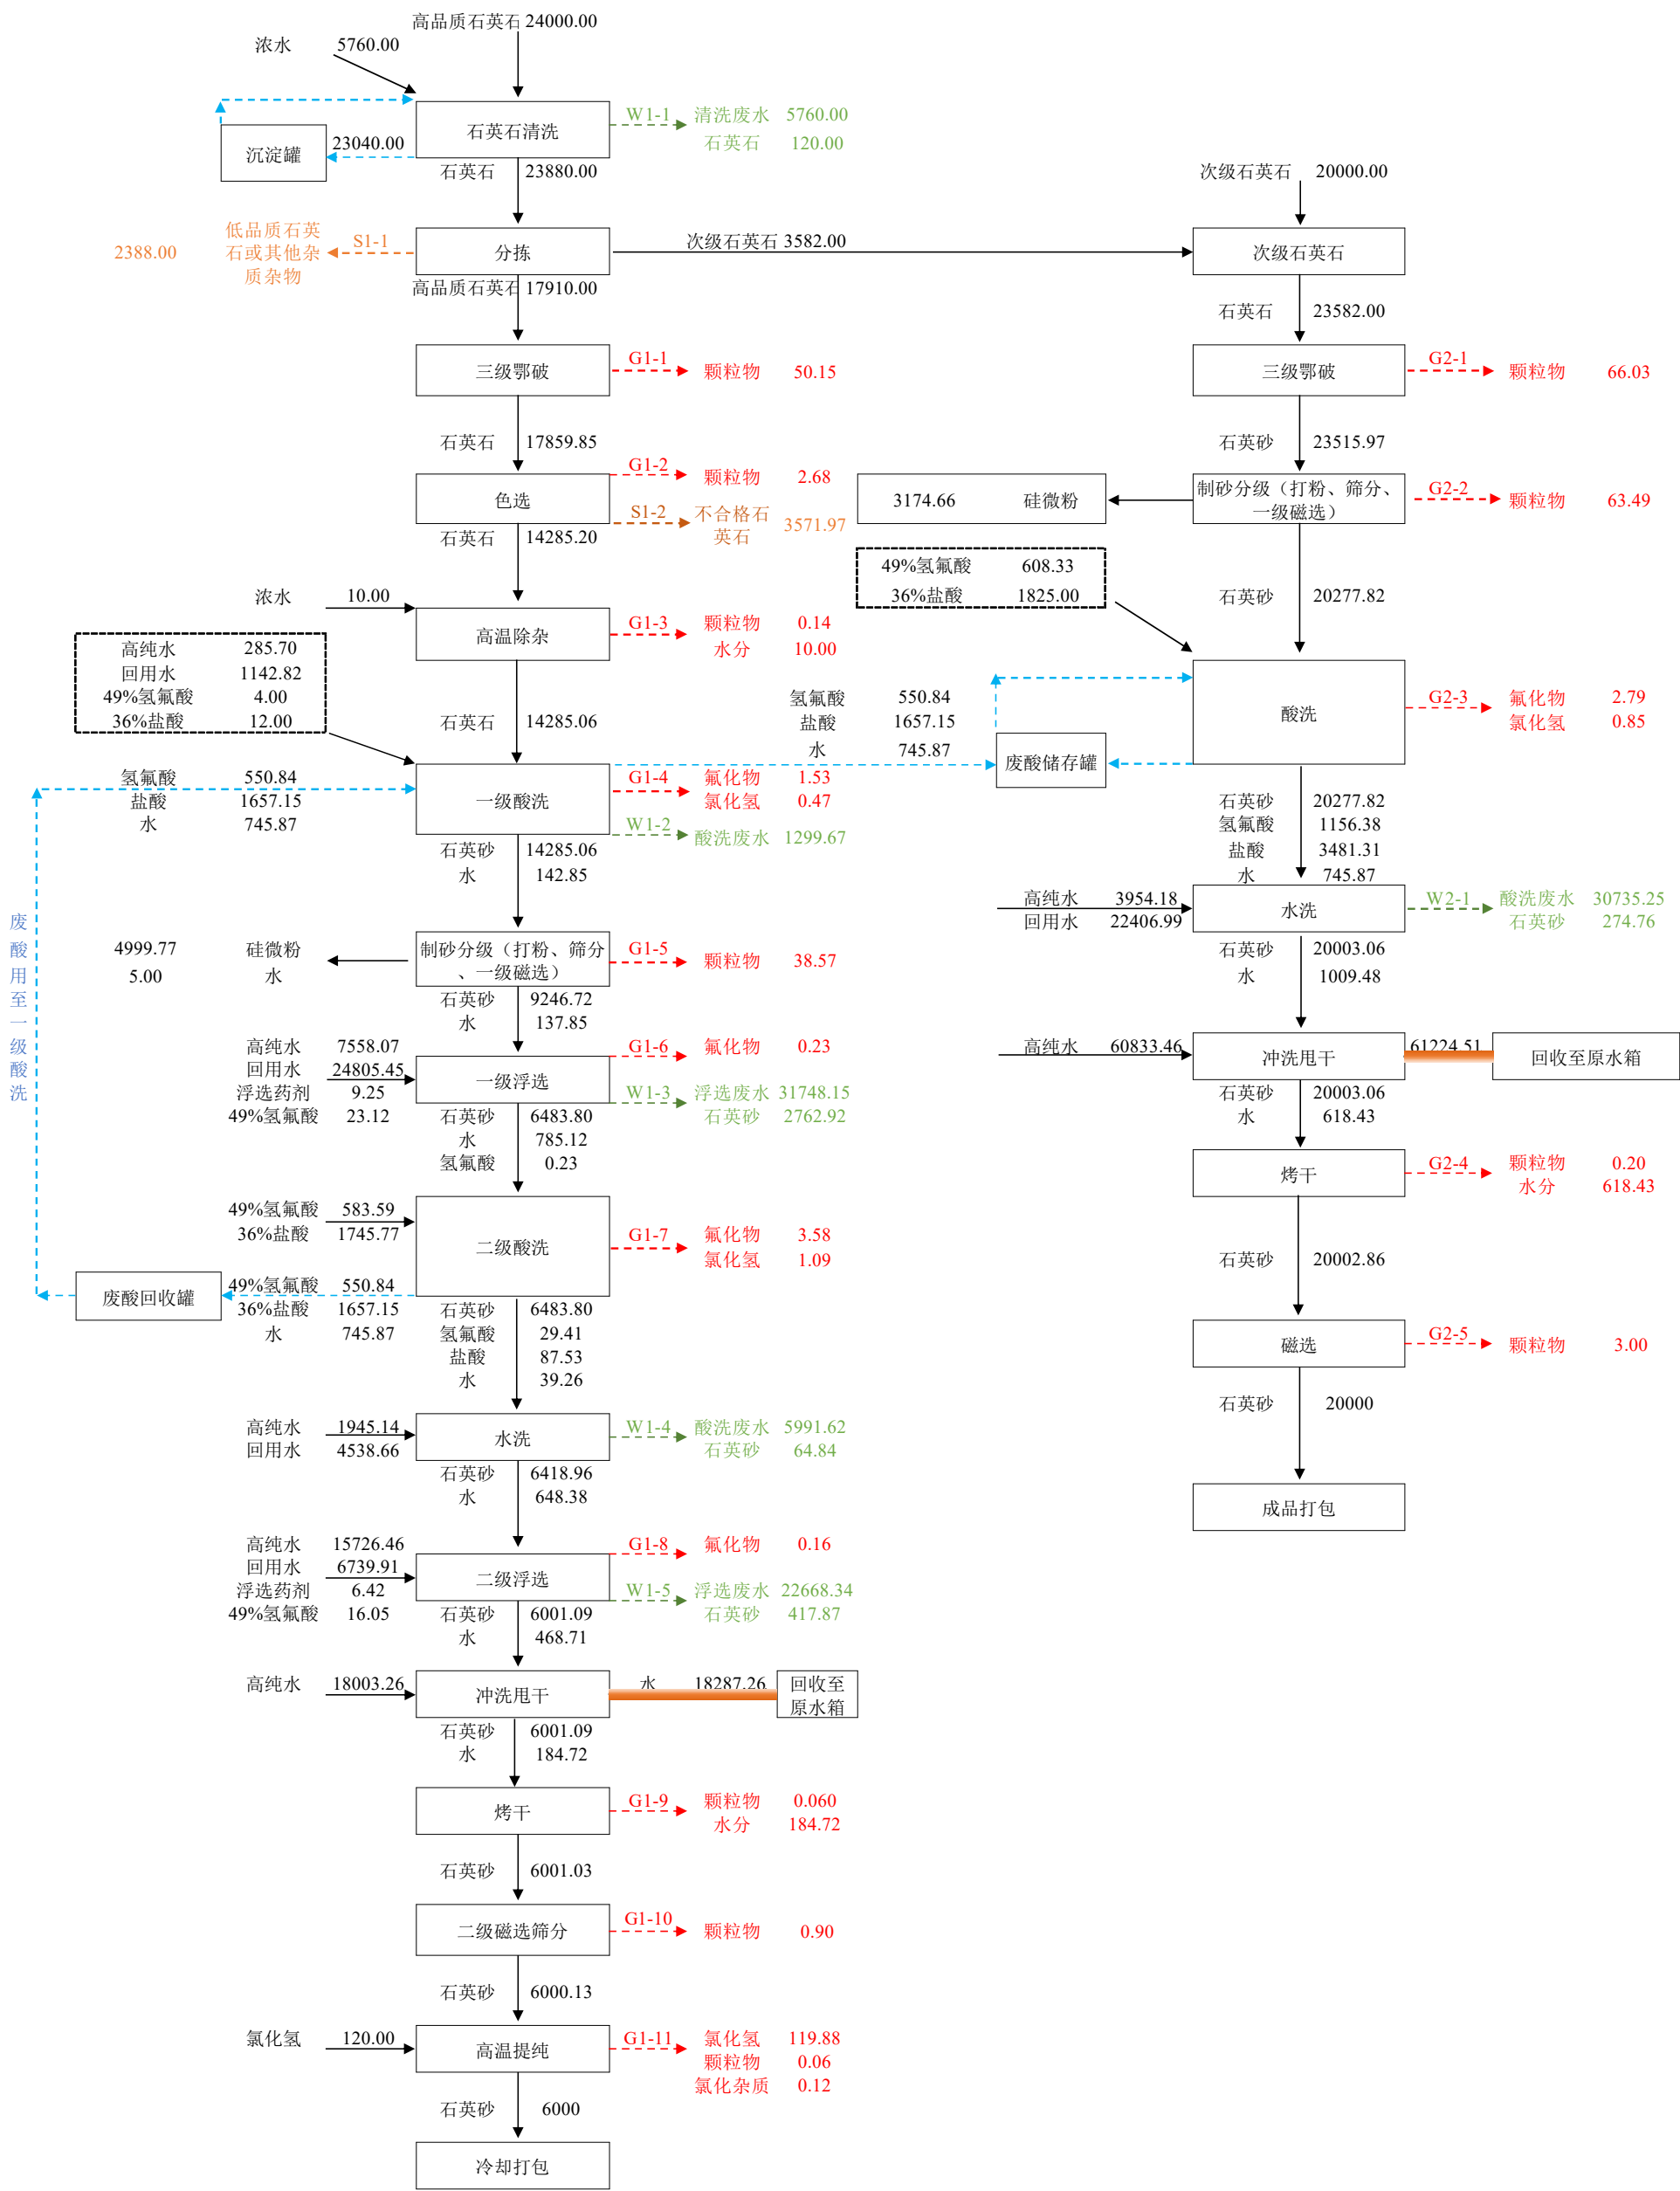 高品质石英石 24000.00
浓水 5760.00
石英石清洗
W1-1 清洗废水 5760.00
石英石 120.00
沉淀罐 23040.00
石英石 23880.00
分拣
S1-1
低品质石英
石或其他杂
质杂物
2388.00
次级石英石 3582.00
高品质石英石 17910.00
三级鄂破
G1-1 颗粒物 50.15
石英石 17859.85
色选
G1-2 颗粒物 2.68
S1-2 不合格石
英石
3571.97
石英石 14285.20
浓水 10.00
高温除杂
G1-3 颗粒物 0.14
水分 10.00
高纯水 285.70
回用水 1142.82
49%氢氟酸 4.00
36%盐酸 12.00
石英石 14285.06
氢氟酸 550.84
盐酸 1657.15
水 745.87
一级酸洗
G1-4 氟化物 1.53
氯化氢 0.47
W1-2 酸洗废水 1299.67
氢氟酸 550.84
盐酸 1657.15
水 745.87
废酸储存罐
石英砂 14285.06
水 142.85
制砂分级（打粉、筛分
、一级磁选）
G1-5 颗粒物 38.57
4999.77 硅微粉
5.00 水
石英砂 9246.72
水 137.85
高纯水 7558.07
回用水 24805.45
浮选药剂 9.25
49%氢氟酸 23.12
一级浮选
G1-6 氟化物 0.23
W1-3 浮选废水 31748.15
石英砂 2762.92
石英砂 6483.80
水 785.12
氢氟酸 0.23
49%氢氟酸 583.59
36%盐酸 1745.77
二级酸洗
G1-7 氟化物 3.58
氯化氢 1.09
废酸回收罐
49%氢氟酸 550.84
36%盐酸 1657.15
水 745.87
废酸用至一级酸洗
石英砂 6483.80
氢氟酸 29.41
盐酸 87.53
水 39.26
高纯水 1945.14
回用水 4538.66
水洗
W1-4 酸洗废水 5991.62
石英砂 64.84
石英砂 6418.96
水 648.38
高纯水 15726.46
回用水 6739.91
浮选药剂 6.42
49%氢氟酸 16.05
二级浮选
G1-8 氟化物 0.16
W1-5 浮选废水 22668.34
石英砂 417.87
石英砂 6001.09
水 468.71
高纯水 18003.26
冲洗甩干
水 18287.26
回收至
原水箱
石英砂 6001.09
水 184.72
烤干
G1-9 颗粒物 0.060
水分 184.72
石英砂 6001.03
二级磁选筛分
G1-10 颗粒物 0.90
石英砂 6000.13
氯化氢 120.00
高温提纯
G1-11 氯化氢 119.88
颗粒物 0.06
氯化杂质 0.12
石英砂 6000
冷却打包
次级石英石 20000.00
次级石英石
石英石 23582.00
三级鄂破
G2-1 颗粒物 66.03
石英砂 23515.97
制砂分级（打粉、筛分、
一级磁选）
G2-2 颗粒物 63.49
3174.66 硅微粉
49%氢氟酸 608.33
36%盐酸 1825.00
石英砂 20277.82
酸洗
G2-3 氟化物 2.79
氯化氢 0.85
石英砂 20277.82
氢氟酸 1156.38
盐酸 3481.31
水 745.87
高纯水 3954.18
回用水 22406.99
水洗
W2-1 酸洗废水 30735.25
石英砂 274.76
石英砂 20003.06
水 1009.48
高纯水 60833.46
冲洗甩干
61224.51
回收至原水箱
石英砂 20003.06
水 618.43
烤干
G2-4 颗粒物 0.20
水分 618.43
石英砂 20002.86
磁选
G2-5 颗粒物 3.00
石英砂 20000
成品打包